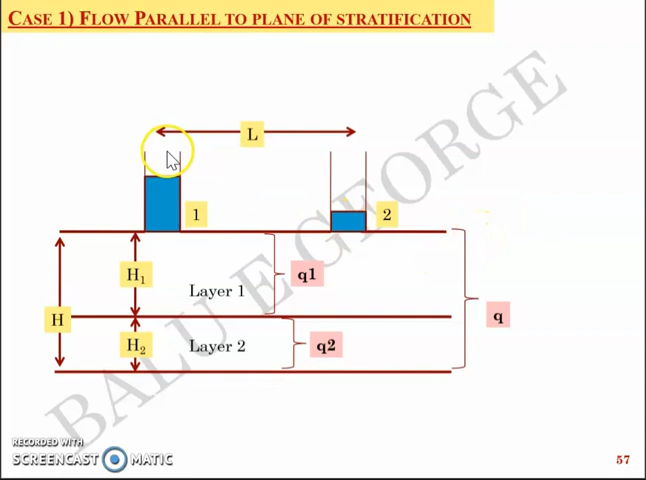 CASE 1) FLOW PARALLEL TO PLANE OF STRATIFICATION
L
1
2
H₁
Layer 1
q1
H
q
H₂
Layer 2
q2
BALU E GEORGE
RECORDED WITH
SCREENCAST MATIC
57